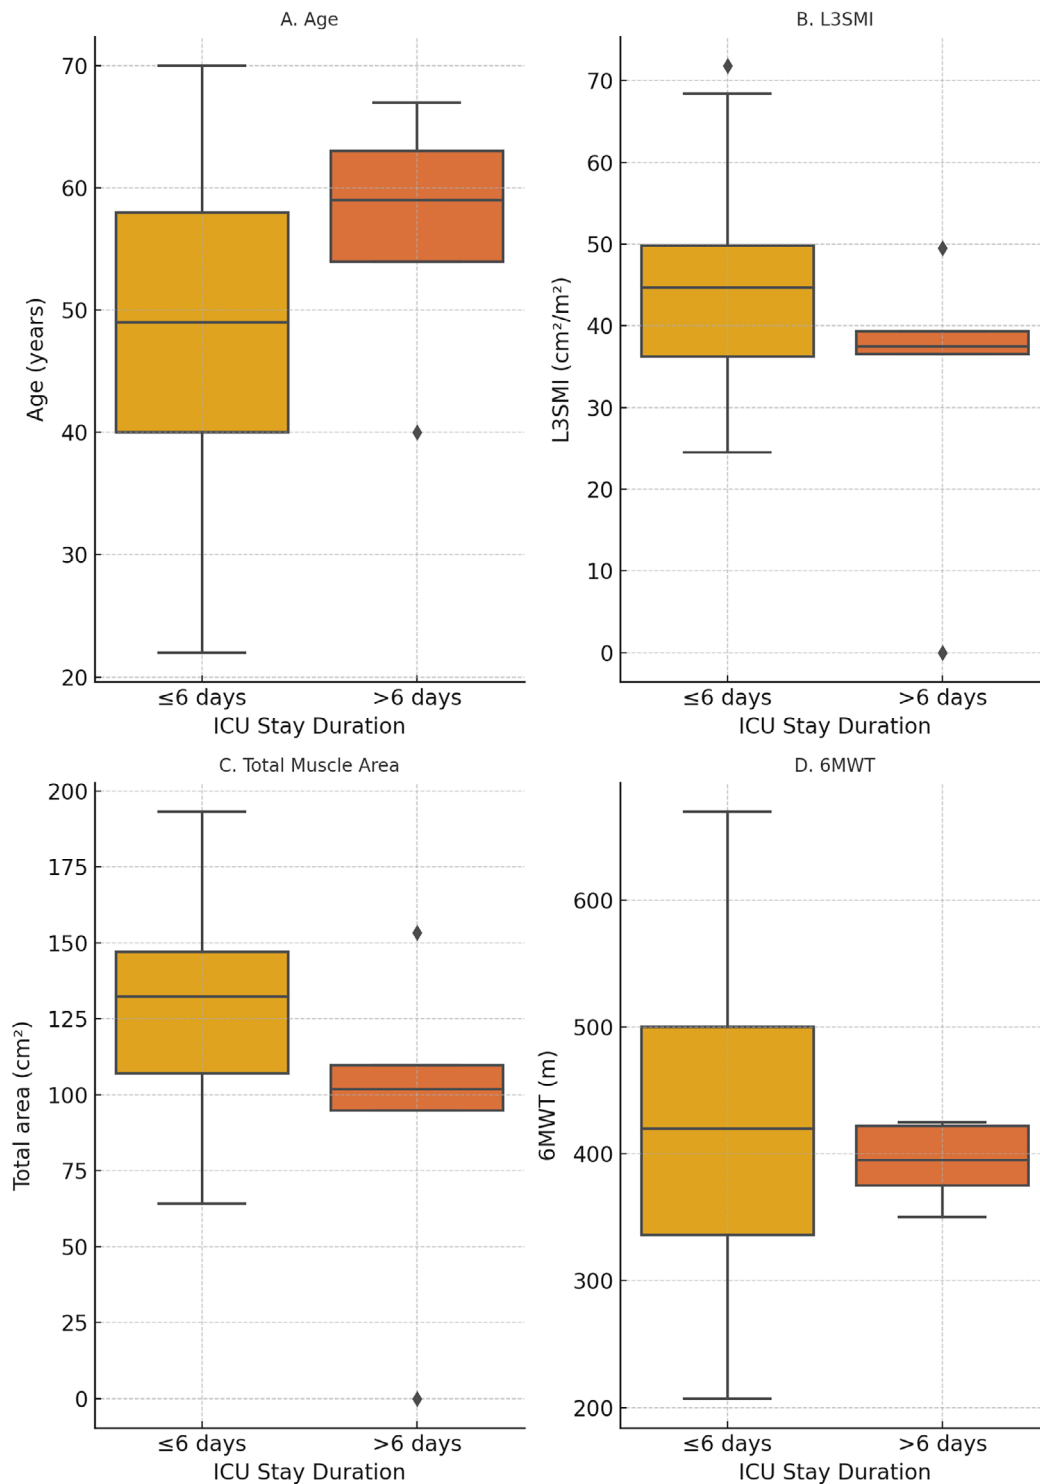 A. Age
70
60
50
40
30
20
Age (years)
≤6 days
>6 days
ICU Stay Duration
B. L3SMI
70
60
50
40
30
20
10
0
L3SMI (cm²/m²)
≤6 days
>6 days
ICU Stay Duration
C. Total Muscle Area
200
175
150
125
100
75
50
25
0
Total area (cm²)
≤6 days
>6 days
ICU Stay Duration
D. 6MWT
600
500
400
300
200
6MWT (m)
≤6 days
>6 days
ICU Stay Duration